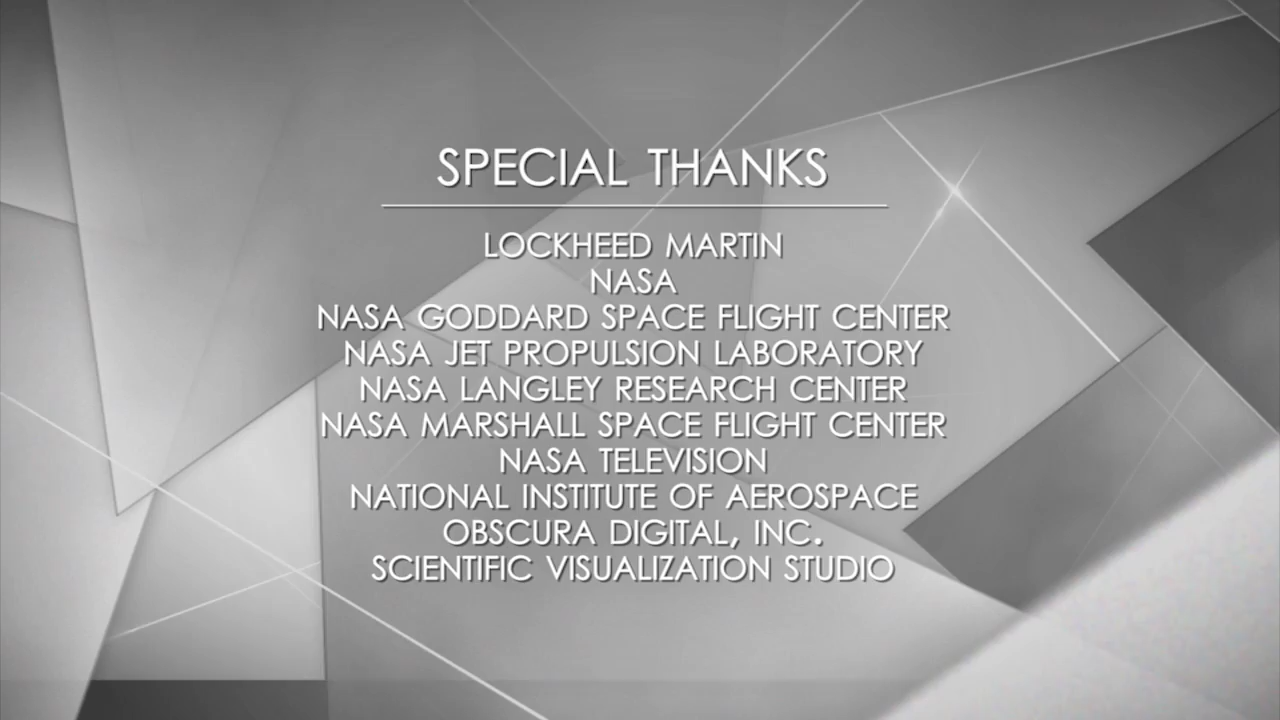 SPECIAL THANKS
LOCKHEED MARTIN
NASA
NASA GODDARD SPACE FLIGHT CENTER
NASA JET PROPULSION LABORATORY
NASA LANGLEY RESEARCH CENTER
NASA MARSHALL SPACE FLIGHT CENTER
NASA TELEVISION
NATIONAL INSTITUTE OF AEROSPACE
OBSCURA DIGITAL, INC.
SCIENTIFIC VISUALIZATION STUDIO